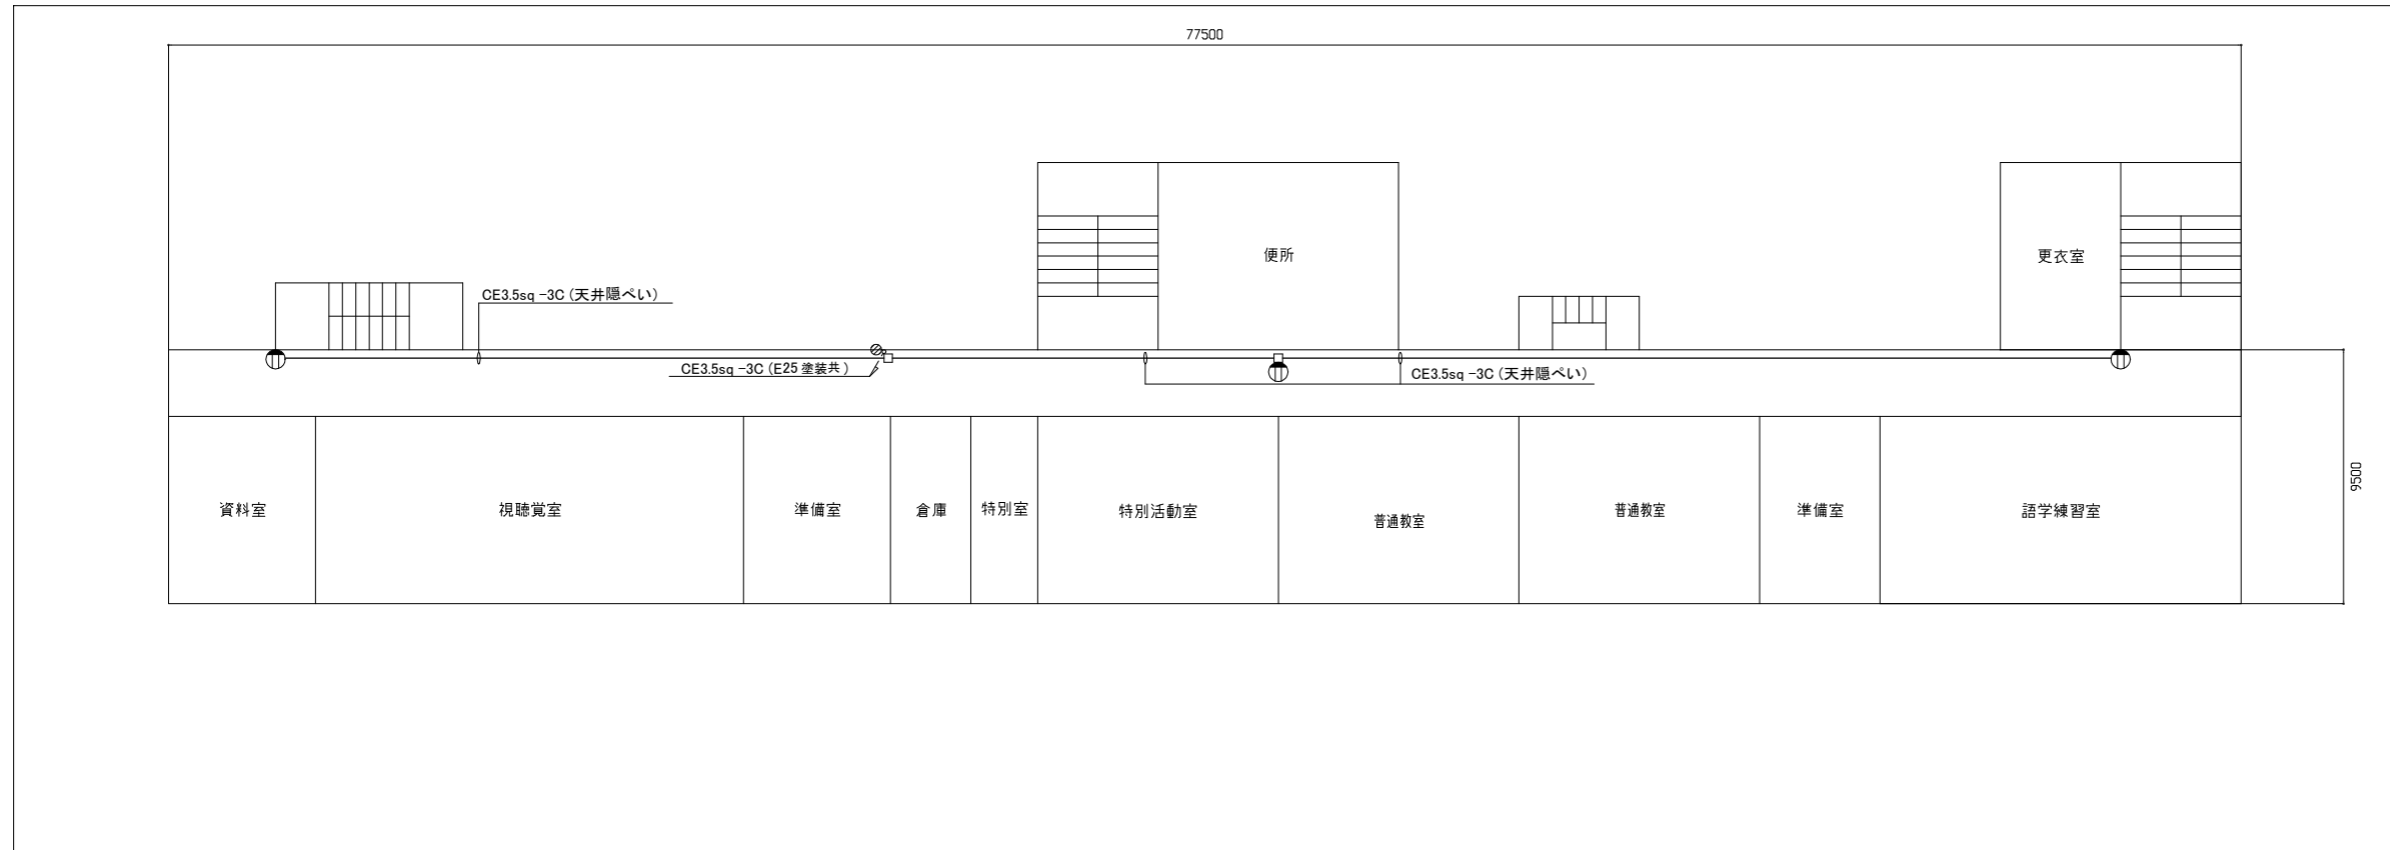 77500
便所
更衣室
CE3.5sq -3C (天井隠ぺい)
CE3.5sq -3C (E25 塗装共)
CE3.5sq -3C (天井隠ぺい)
資料室
視聴覚室
準備室
倉庫
特別室
特別活動室
普通教室
普通教室
準備室
語学練習室
9500